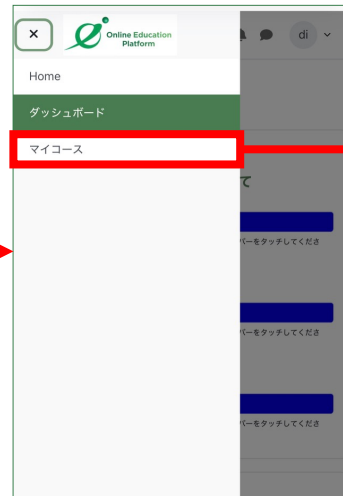 ×
Online Education
Platform
di
Home
ダッシュボード
マイコース
て
バーをタッチしてくださ
バーをタッチしてくださ
バーをタッチしてくださ